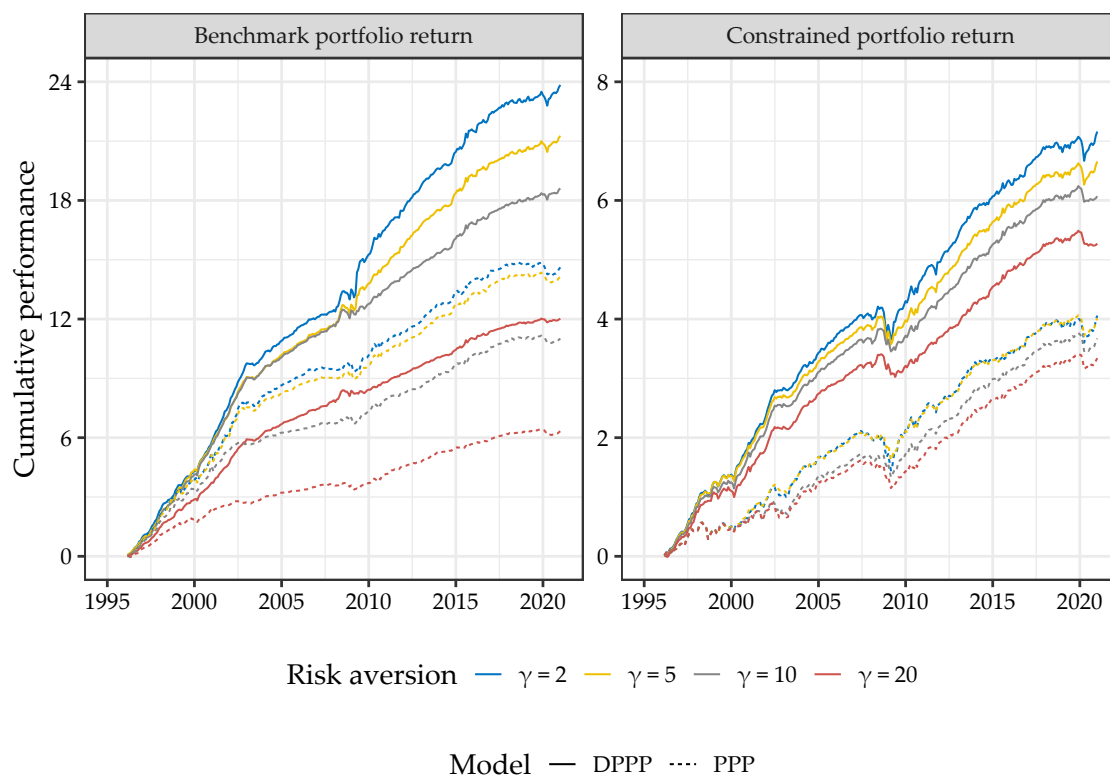 Benchmark portfolio return
Constrained portfolio return
Cumulative performance
24
18
12
6
0
8
6
4
2
0
1995 2000 2005 2010 2015 2020
1995 2000 2005 2010 2015 2020
Risk aversion γ = 2 γ = 5 γ = 10 γ = 20
Model DPPP PPP